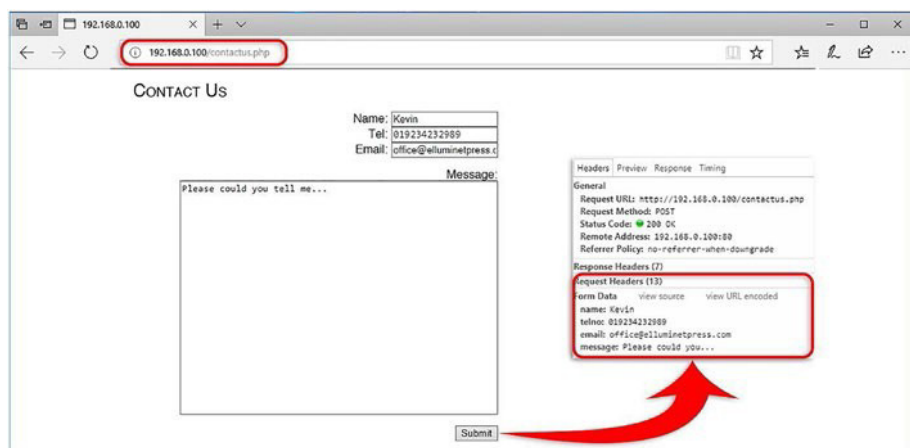 192.168.0.100
192.168.0.100/contactus.php
CONTACT US
Name: Kevin
Tel: 019234232989
Email: office@elluminetpress.c
Message:
Please could you tell me...
Submit
Headers Preview Response Timing
General
Request URL: http://192.168.0.100/contactus.php
Request Method: POST
Status Code: 200 OK
Remote Address: 192.168.0.100:80
Referrer Policy: no-referrer-when-downgrade
Response Headers (7)
Request Headers (13)
Form Data view source view URL encoded
name: Kevin
telno: 019234232989
email: office@elluminetpress.com
message: Please could you...